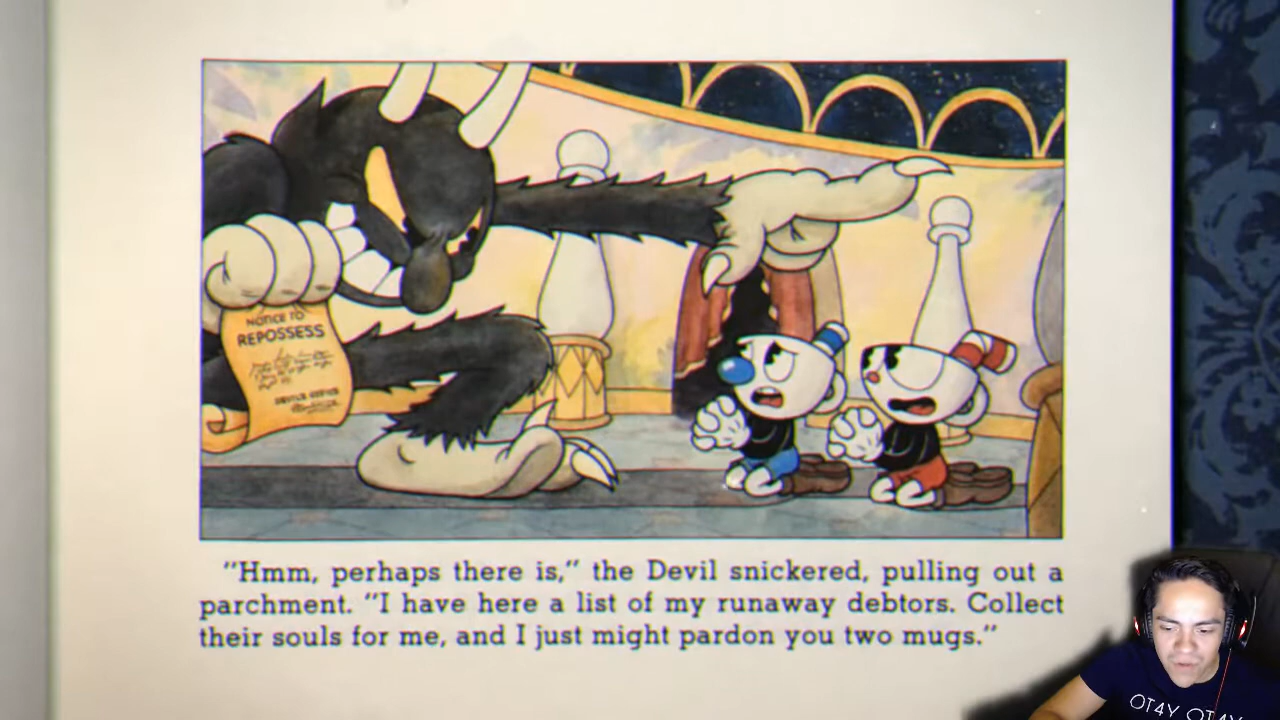 NOTICE TO
REPOSSESS
"Hmm, perhaps there is," the Devil snickered, pulling out a
parchment. "I have here a list of my runaway debtors. Collect
their souls for me, and I just might pardon you two mugs."
OT4Y OT4Y